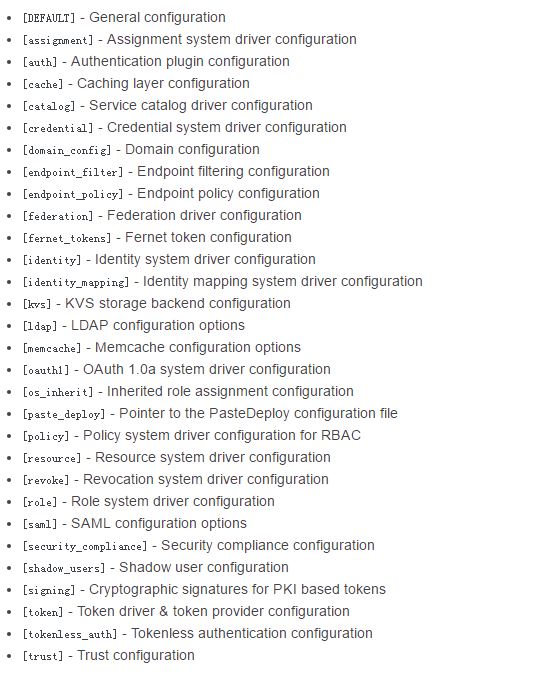 [DEFAULT] - General configuration
[assignment] - Assignment system driver configuration
[auth] - Authentication plugin configuration
[cache] - Caching layer configuration
[catalog] - Service catalog driver configuration
[credential] - Credential system driver configuration
[domain_config] - Domain configuration
[endpoint_filter] - Endpoint filtering configuration
[endpoint_policy] - Endpoint policy configuration
[federation] - Federation driver configuration
[fernet_tokens] - Fernet token configuration
[identity] - Identity system driver configuration
[identity_mapping] - Identity mapping system driver configuration
[kvs] - KVS storage backend configuration
[ldap] - LDAP configuration options
[memcache] - Memcache configuration options
[oauth1] - OAuth 1.0a system driver configuration
[os_inherit] - Inherited role assignment configuration
[paste_deploy] - Pointer to the PasteDeploy configuration file
[policy] - Policy system driver configuration for RBAC
[resource] - Resource system driver configuration
[revoke] - Revocation system driver configuration
[role] - Role system driver configuration
[saml] - SAML configuration options
[security_compliance] - Security compliance configuration
[shadow_users] - Shadow user configuration
[signing] - Cryptographic signatures for PKI based tokens
[token] - Token driver & token provider configuration
[tokenless_auth] - Tokenless authentication configuration
[trust] - Trust configuration